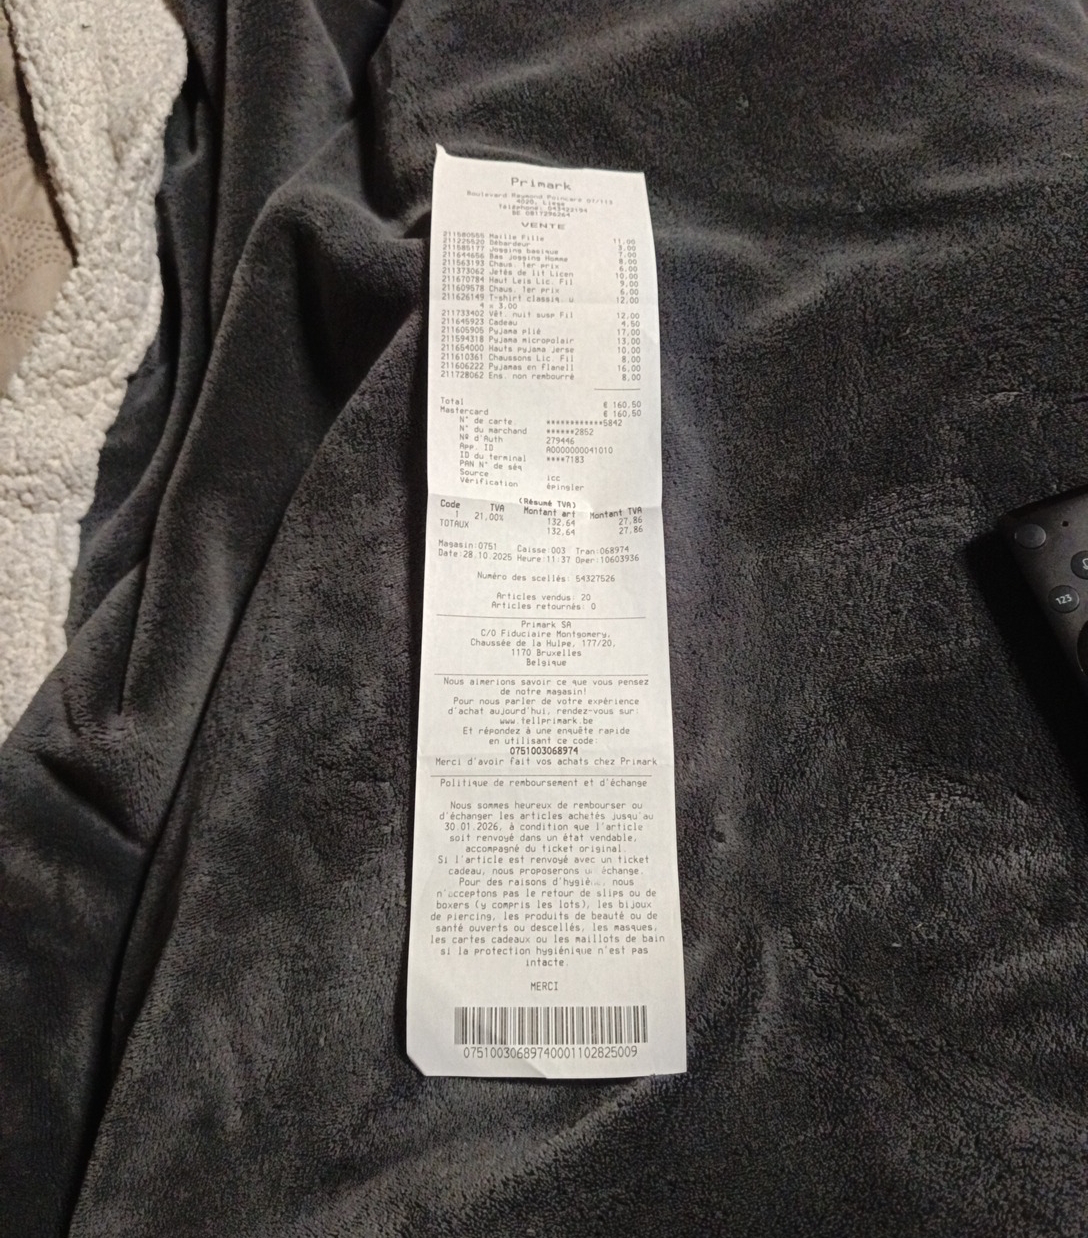 Primark
Boulevard Raymond Poincaré 07/113
4020, Liege
Téléphone: 043422194
BE 0817296264
VENTE
211580555 Maille Fille 11,00
211225520 Débardeur 3,00
211585177 Jogging basique 7,00
211644656 Bas jogging Homme 8,00
211563193 Chaus. 1er prix 6,00
211373062 Jetés de lit Licen 10,00
211670784 Haut Leis Lic. Fil 9,00
211609578 Chaus. 1er prix 6,00
211626149 T-shirt classiq. u 12,00
4 x 3,00
211733402 Vêt. nuit susp Fil 12,00
211645923 Cadeau 4,50
211605905 Pyjama plié 17,00
211594318 Pyjama micropolair 13,00
211654000 Hauts pyjama jerse 10,00
211610361 Chaussons Lic. Fil 8,00
211606222 Pyjamas en flanell 16,00
211728062 Ens. non rembourré 8,00
Total € 160,50
Mastercard € 160,50
N° de carte. ************5842
N° du marchand ******2852
Nº d'Auth 279446
App. ID A0000000041010
ID du terminal ****7183
PAN N° de séq
Source icc
Vérification épingler
(Résumé TVA)
Code TVA Montant art Montant TVA
1 21,00% 132,64 27,86
TOTAUX 132,64 27,86
Magasin:0751 Caisse:003 Tran:068974
Date:28.10.2025 Heure:11:37 Oper:10603936
Numéro des scellés: 54327526
Articles vendus: 20
Articles retournés: 0
Primark SA
C/O Fiduciaire Montgomery,
Chaussée de la Hulpe, 177/20,
1170 Bruxelles
Belgique
Nous aimerions savoir ce que vous pensez
de notre magasin!
Pour nous parler de votre expérience
d'achat aujourd'hui, rendez-vous sur:
www.tellprimark.be
Et répondez à une enquête rapide
en utilisant ce code:
0751003068974
Merci d'avoir fait vos achats chez Primark
Politique de remboursement et d'échange
Nous sommes heureux de rembourser ou
d'échanger les articles achetés jusqu'au
30.01.2026, à condition que l'article
soit renvoyé dans un état vendable,
accompagné du ticket original.
Si l'article est renvoyé avec un ticket
cadeau, nous proposerons un échange.
Pour des raisons d'hygiène, nous
n'acceptons pas le retour de slips ou de
boxers (y compris les lots), les bijoux
de piercing, les produits de beauté ou de
santé ouverts ou descellés, les masques,
les cartes cadeaux ou les maillots de bain
si la protection hygiénique n'est pas
intacte.
MERCI
07510030689740001102825009
123